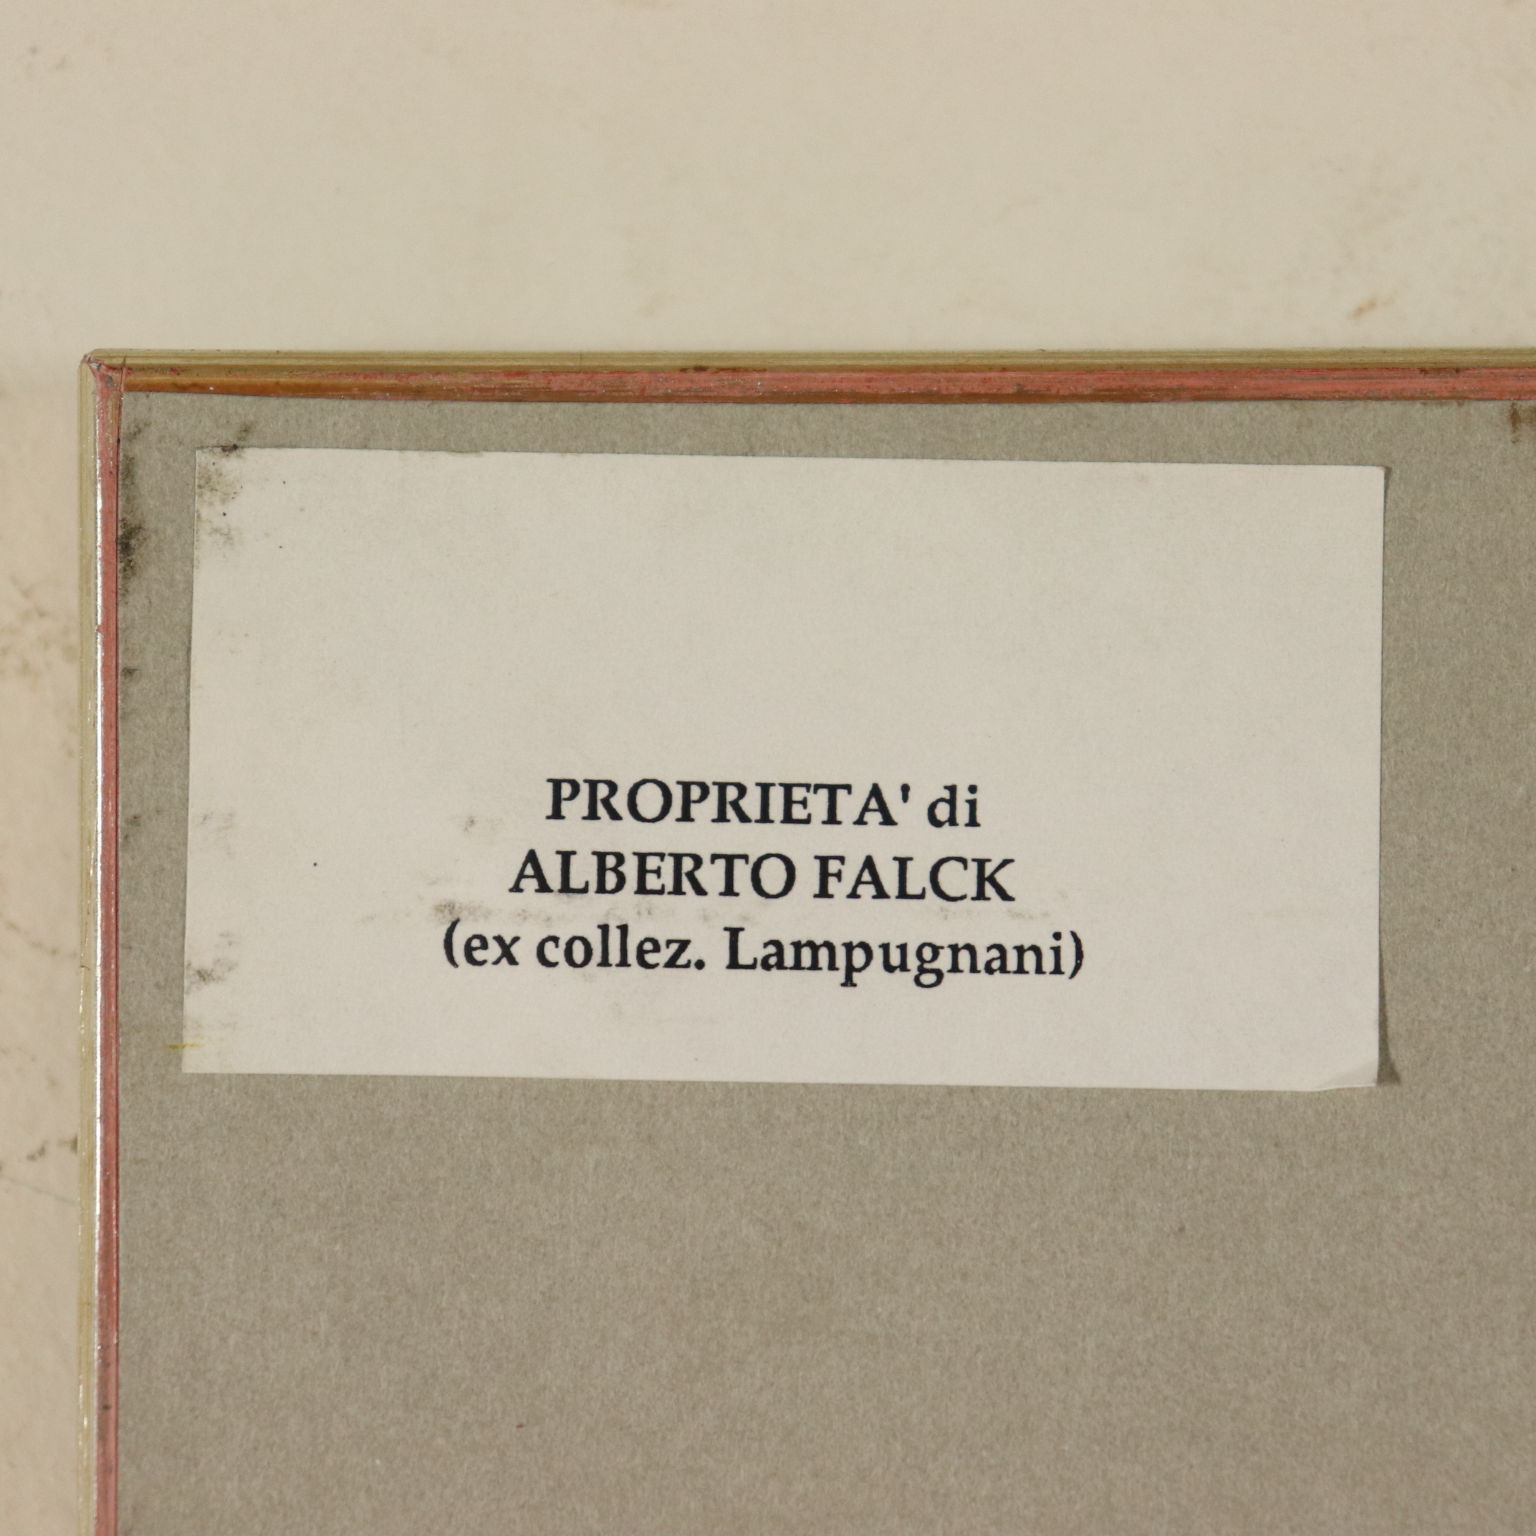 PROPRIETA' di
ALBERTO FALCK
(ex collez. Lampugnani)